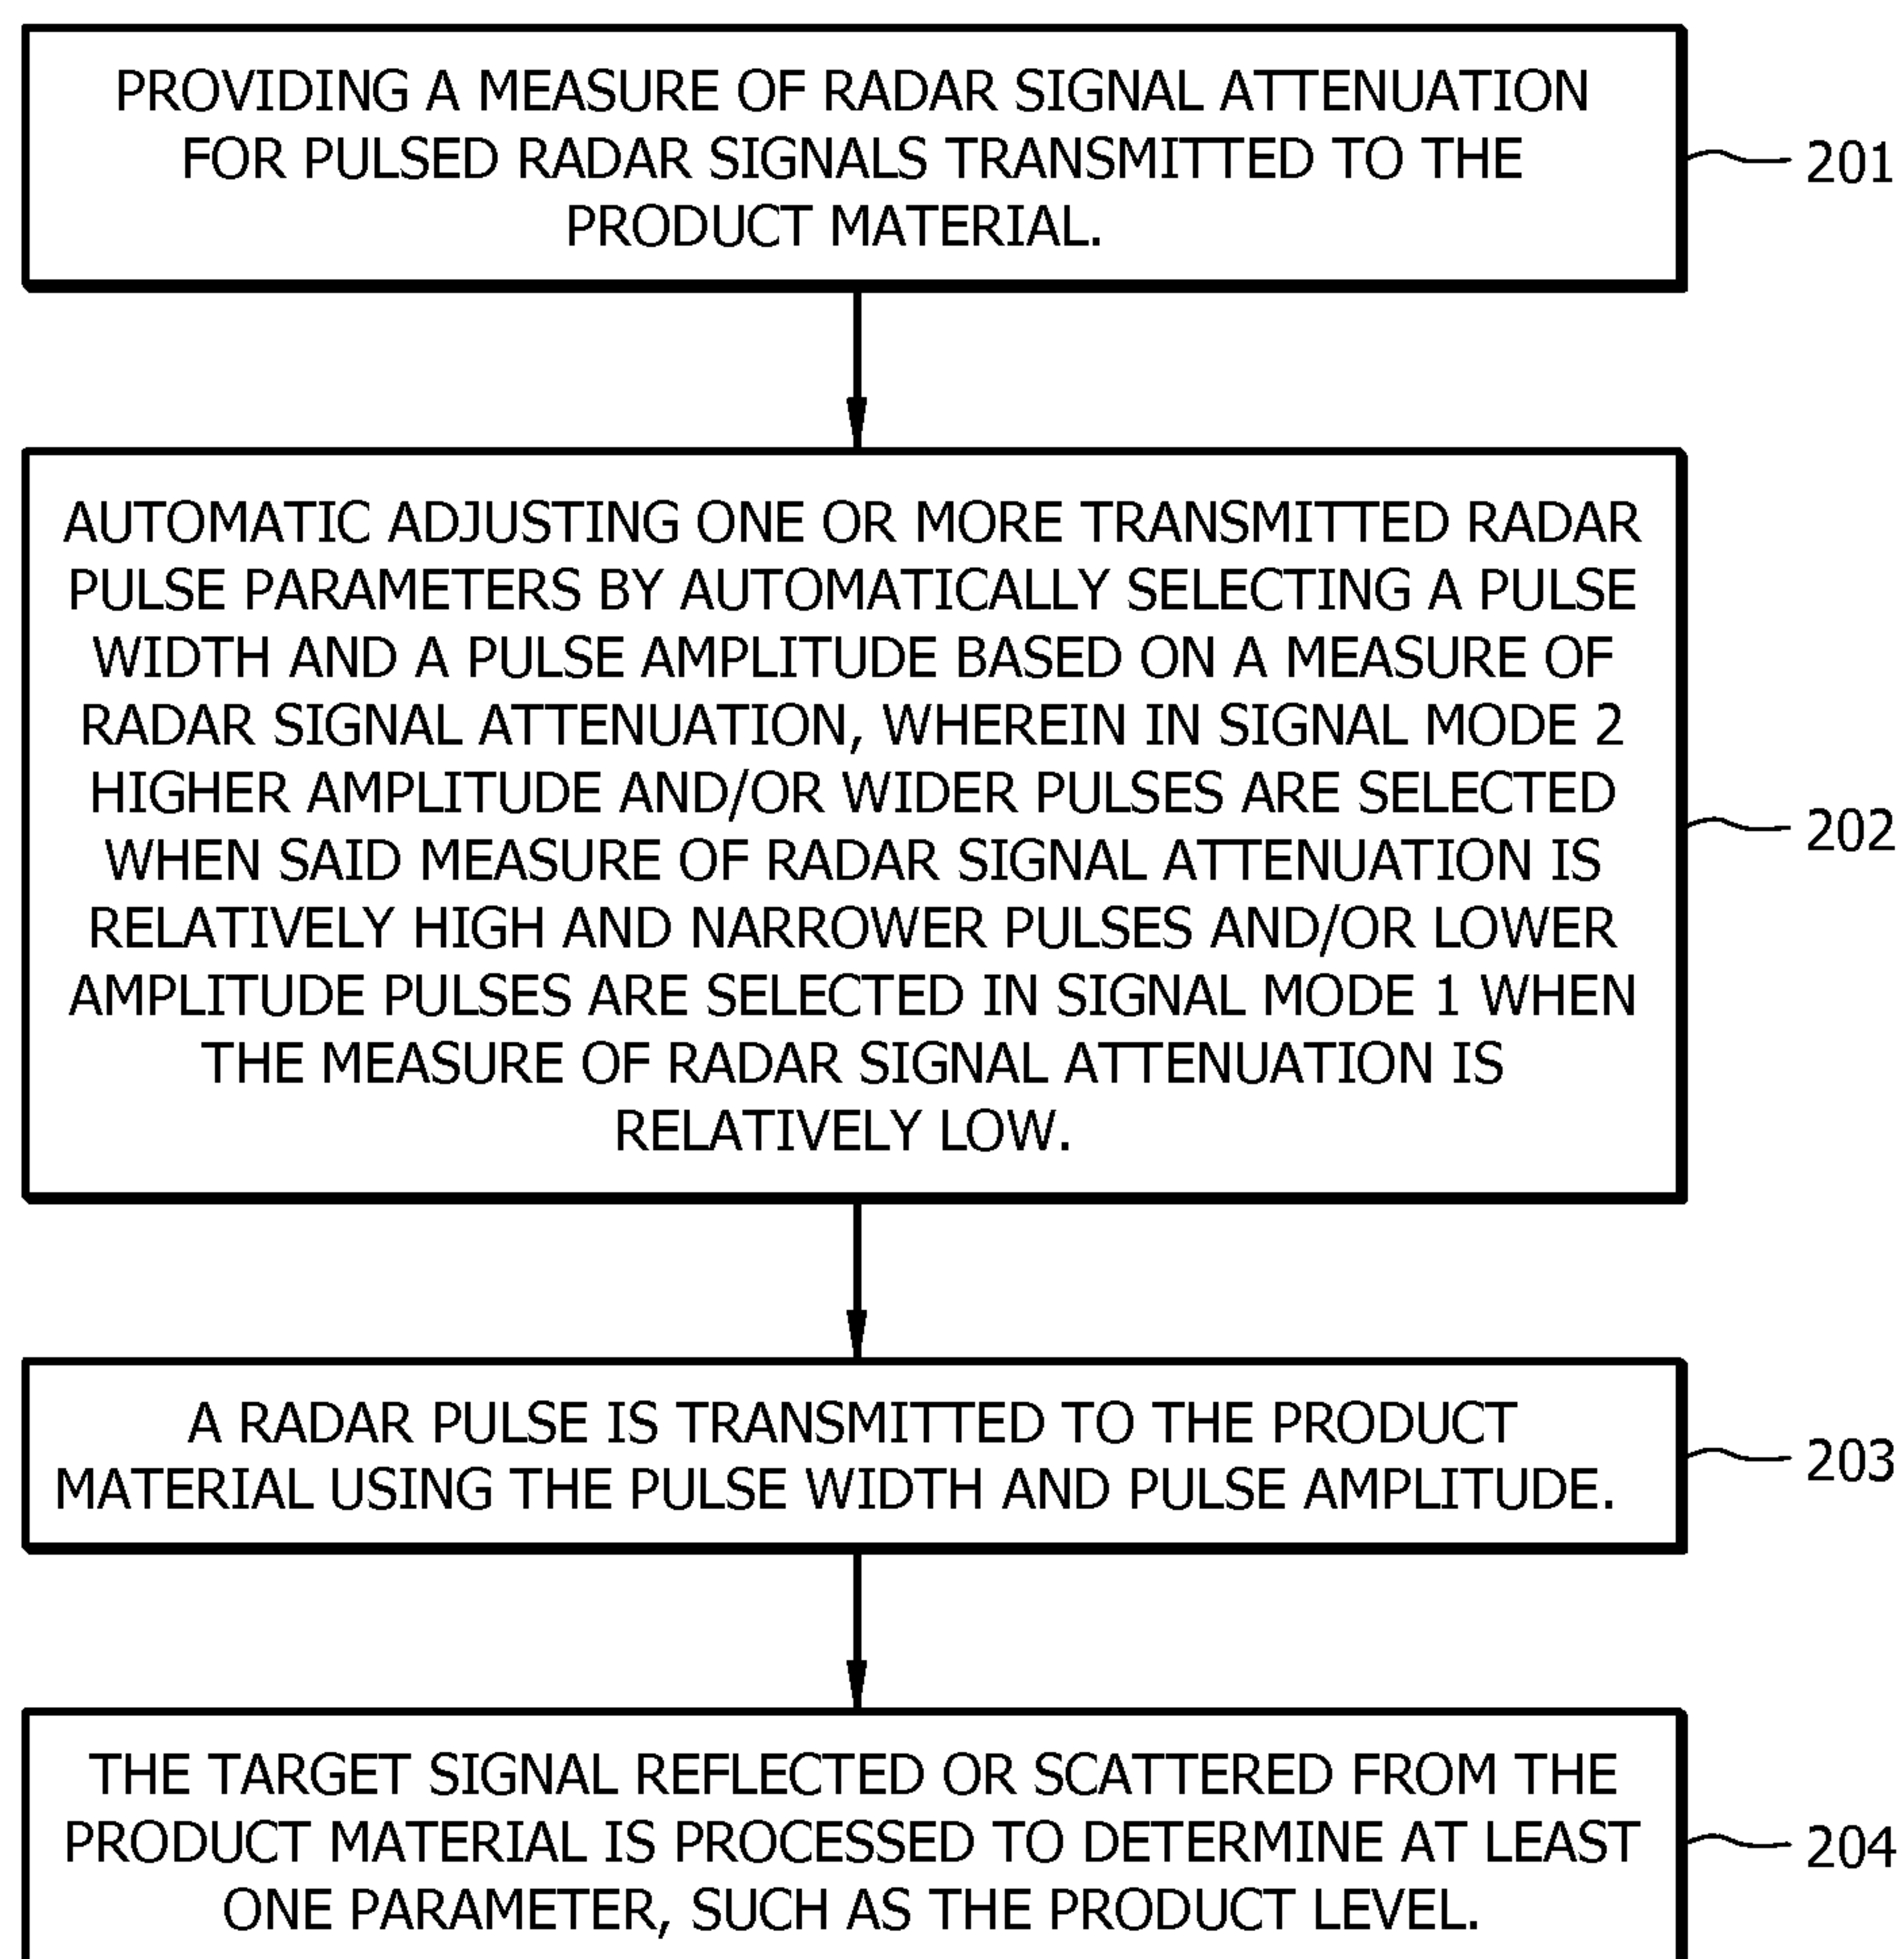 PROVIDING A MEASURE OF RADAR SIGNAL ATTENUATION
FOR PULSED RADAR SIGNALS TRANSMITTED TO THE
PRODUCT MATERIAL.
201
AUTOMATIC ADJUSTING ONE OR MORE TRANSMITTED RADAR
PULSE PARAMETERS BY AUTOMATICALLY SELECTING A PULSE
WIDTH AND A PULSE AMPLITUDE BASED ON A MEASURE OF
RADAR SIGNAL ATTENUATION, WHEREIN IN SIGNAL MODE 2
HIGHER AMPLITUDE AND/OR WIDER PULSES ARE SELECTED
WHEN SAID MEASURE OF RADAR SIGNAL ATTENUATION IS
RELATIVELY HIGH AND NARROWER PULSES AND/OR LOWER
AMPLITUDE PULSES ARE SELECTED IN SIGNAL MODE 1 WHEN
THE MEASURE OF RADAR SIGNAL ATTENUATION IS
RELATIVELY LOW.
202
A RADAR PULSE IS TRANSMITTED TO THE PRODUCT
MATERIAL USING THE PULSE WIDTH AND PULSE AMPLITUDE.
203
THE TARGET SIGNAL REFLECTED OR SCATTERED FROM THE
PRODUCT MATERIAL IS PROCESSED TO DETERMINE AT LEAST
ONE PARAMETER, SUCH AS THE PRODUCT LEVEL.
204